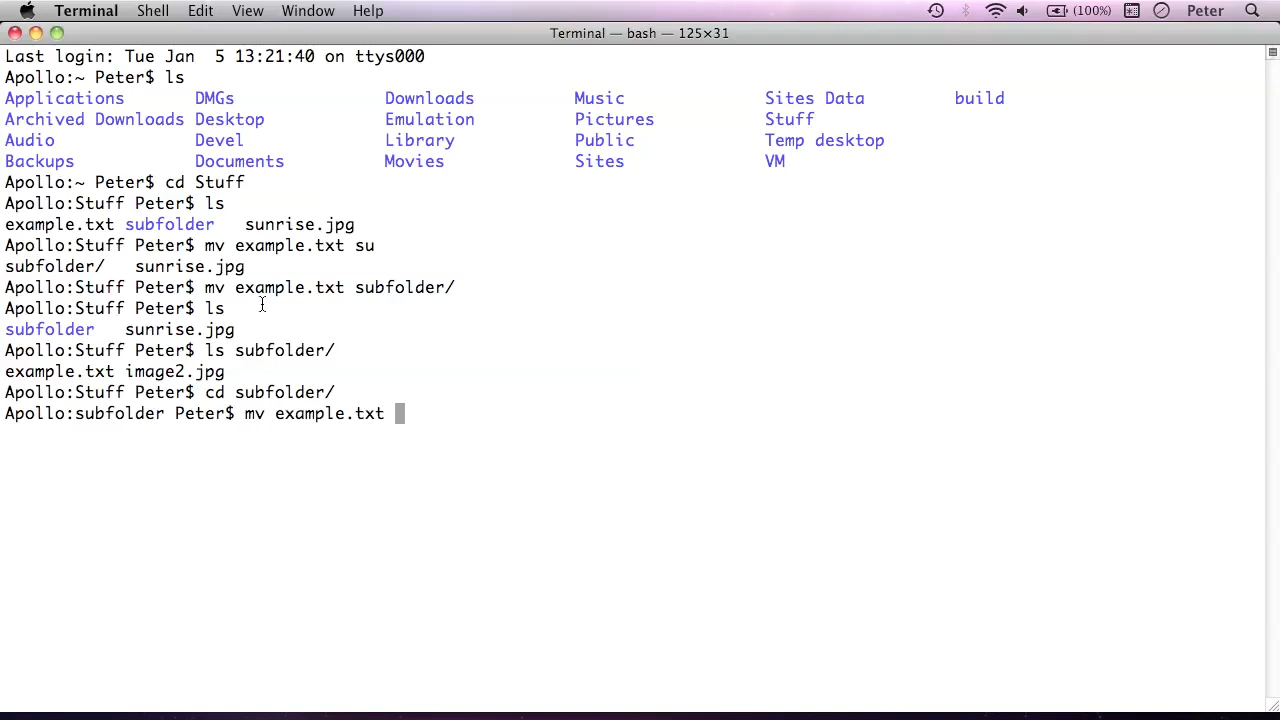 Terminal Shell Edit View Window Help (100%) Peter
Terminal — bash — 125×31
Last login: Tue Jan  5 13:21:40 on ttys000
Apollo:~ Peter$ ls
Applications DMGs Downloads Music Sites Data build
Archived Downloads Desktop Emulation Pictures Stuff
Audio Devel Library Public Temp desktop
Backups Documents Movies Sites VM
Apollo:~ Peter$ cd Stuff
Apollo:Stuff Peter$ ls
example.txt subfolder   sunrise.jpg
Apollo:Stuff Peter$ mv example.txt su
subfolder/   sunrise.jpg
Apollo:Stuff Peter$ mv example.txt subfolder/
Apollo:Stuff Peter$ ls
subfolder   sunrise.jpg
Apollo:Stuff Peter$ ls subfolder/
example.txt image2.jpg
Apollo:Stuff Peter$ cd subfolder/
Apollo:subfolder Peter$ mv example.txt